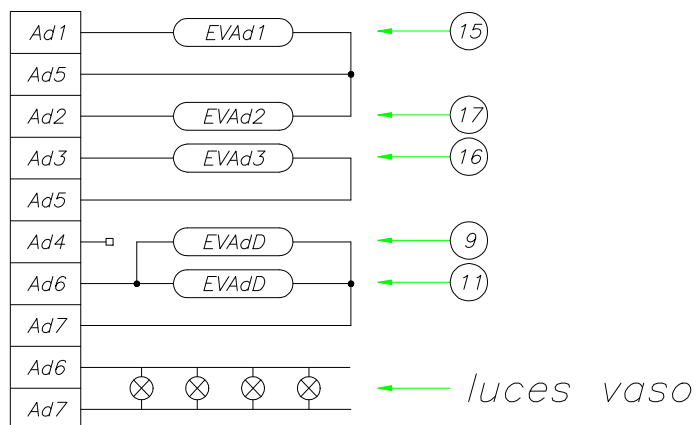 Ad1 EVAd1 15
Ad5
Ad2 EVAd2 17
Ad3 EVAd3 16
Ad5
Ad4 EVAdD 9
Ad6 EVAdD 11
Ad7
Ad6
luces vaso
Ad7